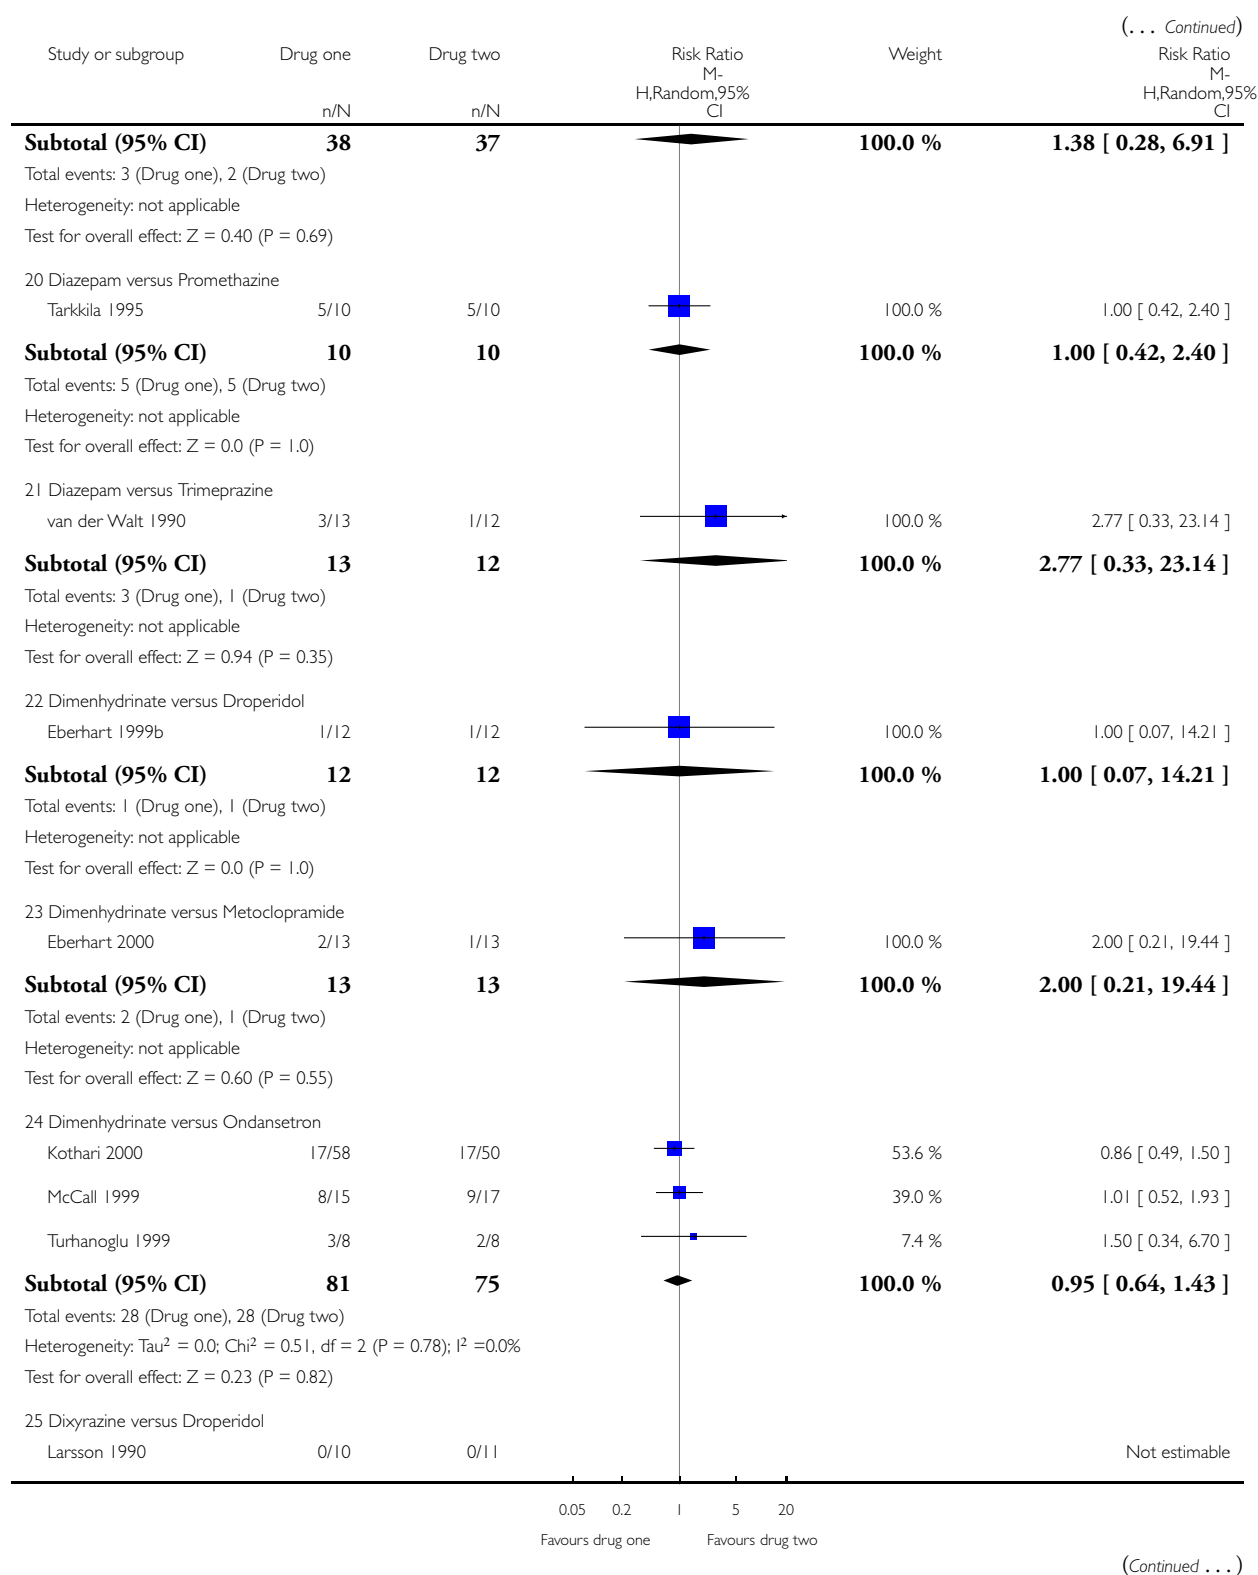 (... Continued)
Study or subgroup Drug one Drug two Risk Ratio Weight Risk Ratio
M- M-
H,Random,95% H,Random,95%
n/N n/N CI CI
Subtotal (95% CI) 38 37 100.0 % 1.38 [ 0.28, 6.91 ]
Total events: 3 (Drug one), 2 (Drug two)
Heterogeneity: not applicable
Test for overall effect: Z = 0.40 (P = 0.69)
20 Diazepam versus Promethazine
Tarkkila 1995 5/10 5/10 100.0 % 1.00 [ 0.42, 2.40 ]
Subtotal (95% CI) 10 10 100.0 % 1.00 [ 0.42, 2.40 ]
Total events: 5 (Drug one), 5 (Drug two)
Heterogeneity: not applicable
Test for overall effect: Z = 0.0 (P = 1.0)
21 Diazepam versus Trimeprazine
van der Walt 1990 3/13 1/12 100.0 % 2.77 [ 0.33, 23.14 ]
Subtotal (95% CI) 13 12 100.0 % 2.77 [ 0.33, 23.14 ]
Total events: 3 (Drug one), 1 (Drug two)
Heterogeneity: not applicable
Test for overall effect: Z = 0.94 (P = 0.35)
22 Dimenhydrinate versus Droperidol
Eberhart 1999b 1/12 1/12 100.0 % 1.00 [ 0.07, 14.21 ]
Subtotal (95% CI) 12 12 100.0 % 1.00 [ 0.07, 14.21 ]
Total events: 1 (Drug one), 1 (Drug two)
Heterogeneity: not applicable
Test for overall effect: Z = 0.0 (P = 1.0)
23 Dimenhydrinate versus Metoclopramide
Eberhart 2000 2/13 1/13 100.0 % 2.00 [ 0.21, 19.44 ]
Subtotal (95% CI) 13 13 100.0 % 2.00 [ 0.21, 19.44 ]
Total events: 2 (Drug one), 1 (Drug two)
Heterogeneity: not applicable
Test for overall effect: Z = 0.60 (P = 0.55)
24 Dimenhydrinate versus Ondansetron
Kothari 2000 17/58 17/50 53.6 % 0.86 [ 0.49, 1.50 ]
McCall 1999 8/15 9/17 39.0 % 1.01 [ 0.52, 1.93 ]
Turhanoglu 1999 3/8 2/8 7.4 % 1.50 [ 0.34, 6.70 ]
Subtotal (95% CI) 81 75 100.0 % 0.95 [ 0.64, 1.43 ]
Total events: 28 (Drug one), 28 (Drug two)
Heterogeneity: Tau² = 0.0; Chi² = 0.51, df = 2 (P = 0.78); I² =0.0%
Test for overall effect: Z = 0.23 (P = 0.82)
25 Dixyrazine versus Droperidol
Larsson 1990 0/10 0/11 Not estimable
0.05 0.2 1 5 20
Favours drug one Favours drug two
(Continued ...)